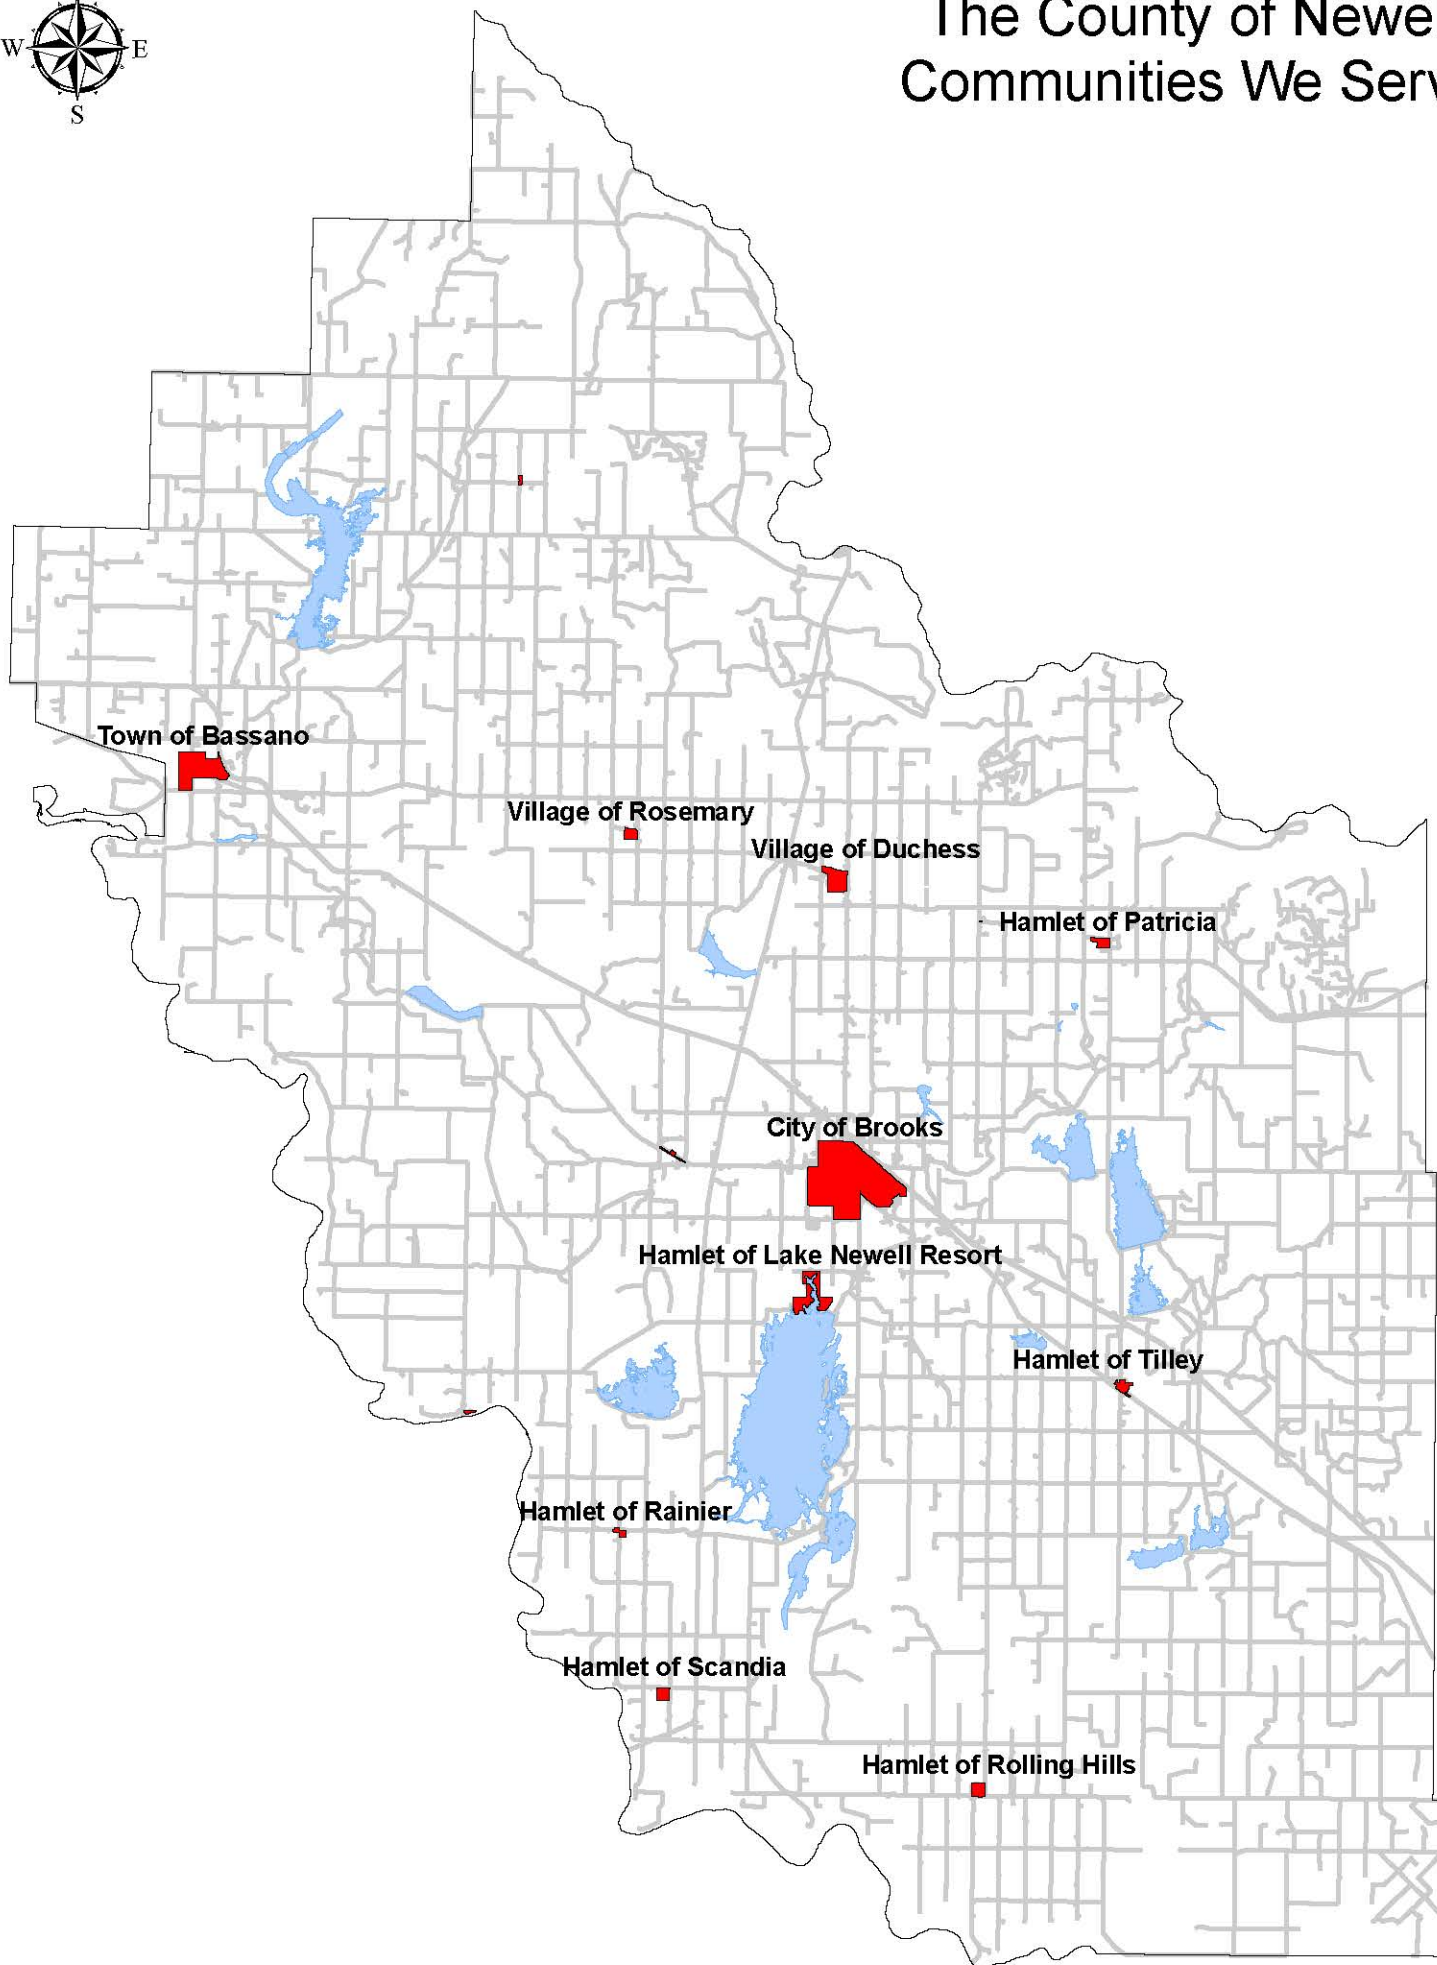 The County of Newe
Communities We Serv
W
E
S
Town of Bassano
Village of Rosemary
Village of Duchess
Hamlet of Patricia
City of Brooks
Hamlet of Lake Newell Resort
Hamlet of Tilley
Hamlet of Rainier
Hamlet of Scandia
Hamlet of Rolling Hills